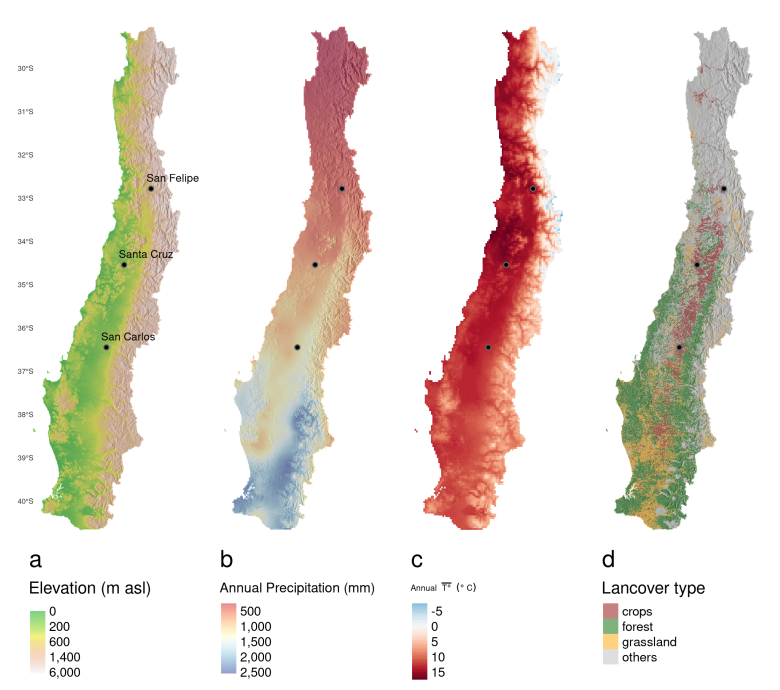 30°S
31°S
32°S
San Felipe
33°S
34°S
Santa Cruz
35°S
36°S
San Carlos
37°S
38°S
39°S
40°S
a
b
c
d
Elevation (m asl)
0
200
600
1,400
6,000
Annual Precipitation (mm)
500
1,000
1,500
2,000
2,500
Annual T° (°C)
-5
0
5
10
15
Lancover type
crops
forest
grassland
others